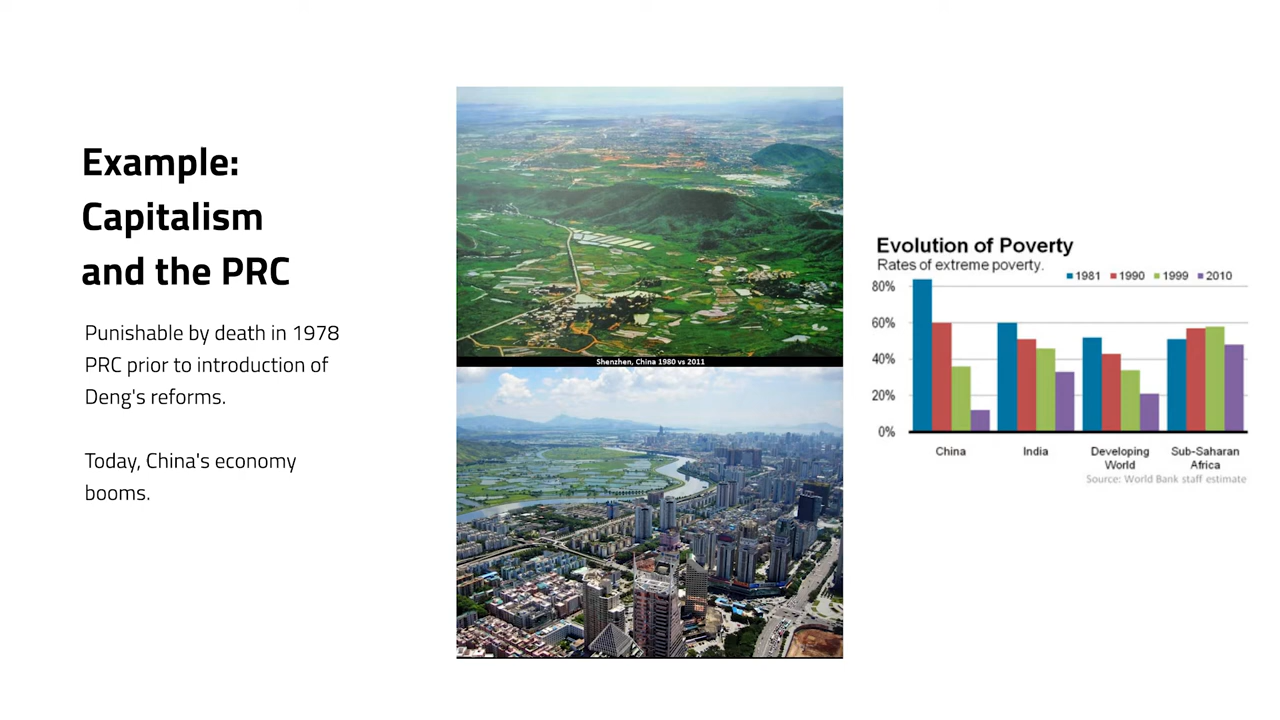 Example:
Capitalism
and the PRC
Punishable by death in 1978
PRC prior to introduction of
Deng's reforms.
Today, China's economy
booms.
Shenzhen, China 1980 vs 2011
Evolution of Poverty
Rates of extreme poverty.
1981 1990 1999 2010
80%
60%
40%
20%
0%
China India Developing World Sub-Saharan Africa
Source: World Bank staff estimate